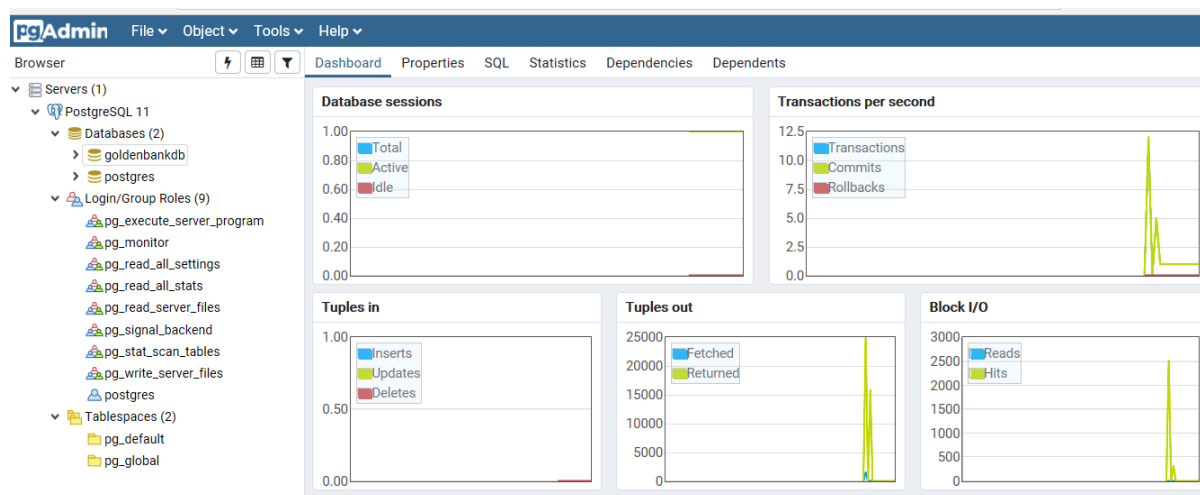 pgAdmin File Object Tools Help
Browser
Dashboard Properties SQL Statistics Dependencies Dependents
Servers (1)
PostgreSQL 11
Databases (2)
goldenbankdb
postgres
Login/Group Roles (9)
pg_execute_server_program
pg_monitor
pg_read_all_settings
pg_read_all_stats
pg_read_server_files
pg_signal_backend
pg_stat_scan_tables
pg_write_server_files
postgres
Tablespaces (2)
pg_default
pg_global
Database sessions
1.00
0.80
0.60
0.40
0.20
0.00
Total
Active
Idle
Transactions per second
12.5
10.0
7.5
5.0
2.5
0.0
Transactions
Commits
Rollbacks
Tuples in
1.00
0.50
0.00
Inserts
Updates
Deletes
Tuples out
25000
20000
15000
10000
5000
0
Fetched
Returned
Block I/O
3000
2500
2000
1500
1000
500
0
Reads
Hits